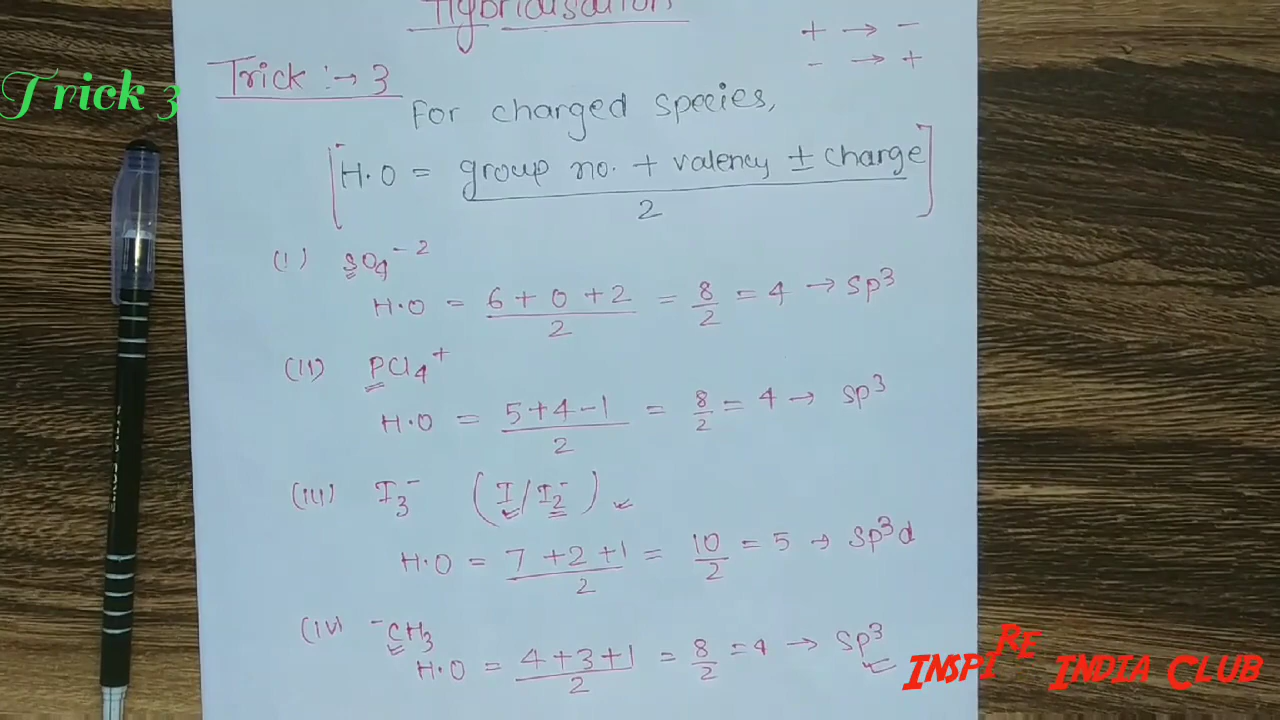 Hybridisation
+ → -
- → +
Trick 3
Trick :→ 3
For charged species,
[H.O = group no. + valency ± charge / 2]
(i) SO4^-2
H.O = 6 + 0 + 2 / 2 = 8/2 = 4 → Sp3
(ii) PCl4^+
H.O = 5+4-1 / 2 = 8/2 = 4 → Sp3
(iii) I3^- (I/I2^-)
H.O = 7 +2 +1 / 2 = 10/2 = 5 → Sp3d
(iv) ^-CH3
H.O = 4+3+1 / 2 = 8/2 = 4 → Sp3
INSPIRE INDIA CLUB